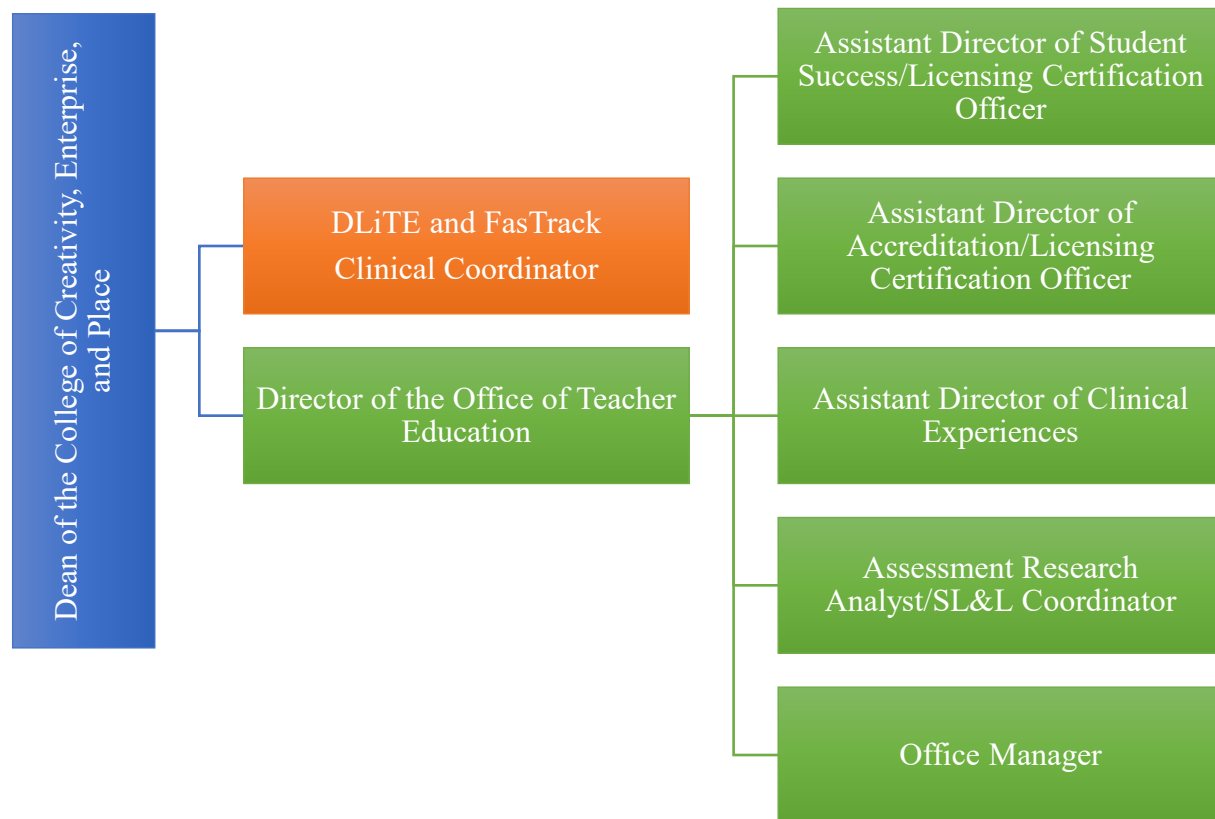 Dean of the College of Creativity, Enterprise,
and Place
DLiTE and FasTrack
Clinical Coordinator
Director of the Office of Teacher
Education
Assistant Director of Student
Success/Licensing Certification
Officer
Assistant Director of
Accreditation/Licensing
Certification Officer
Assistant Director of Clinical
Experiences
Assessment Research
Analyst/SL&L Coordinator
Office Manager